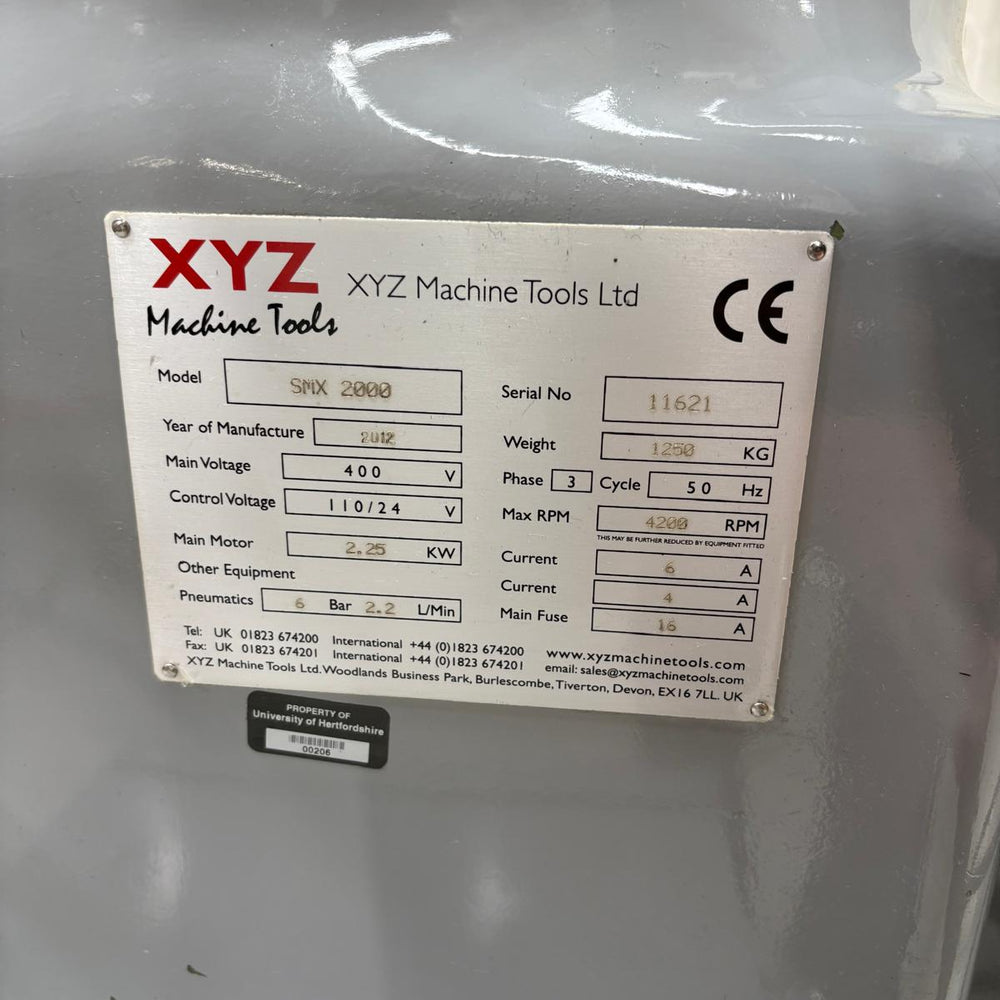 XYZ
Machine Tools
XYZ Machine Tools Ltd
CE
Model SMX 2000
Serial No 11621
Year of Manufacture 2012
Weight 1250 KG
Main Voltage 400 V
Phase 3 Cycle 50 Hz
Control Voltage 110/24 V
Max RPM 4200 RPM
THIS MAY BE FURTHER REDUCED BY EQUIPMENT FITTED
Main Motor 2.25 KW
Current 6 A
Other Equipment
Current 4 A
Pneumatics 6 Bar 2.2 L/Min
Main Fuse 16 A
Tel: UK 01823 674200 International +44 (0)1823 674200 www.xyzmachinetools.com
Fax: UK 01823 674201 International +44 (0)1823 674201 email: sales@xyzmachinetools.com
XYZ Machine Tools Ltd. Woodlands Business Park, Burlescombe, Tiverton, Devon, EX16 7LL. UK
PROPERTY OF
University of Hertfordshire
00206